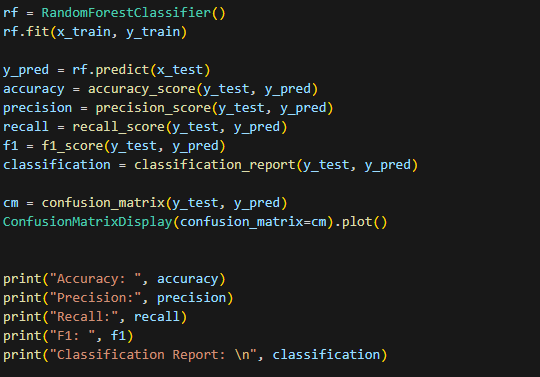 rf = RandomForestClassifier()
rf.fit(x_train, y_train)
y_pred = rf.predict(x_test)
accuracy = accuracy_score(y_test, y_pred)
precision = precision_score(y_test, y_pred)
recall = recall_score(y_test, y_pred)
f1 = f1_score(y_test, y_pred)
classification = classification_report(y_test, y_pred)
cm = confusion_matrix(y_test, y_pred)
ConfusionMatrixDisplay(confusion_matrix=cm).plot()
print("Accuracy: ", accuracy)
print("Precision:", precision)
print("Recall:", recall)
print("F1: ", f1)
print("Classification Report: \n", classification)